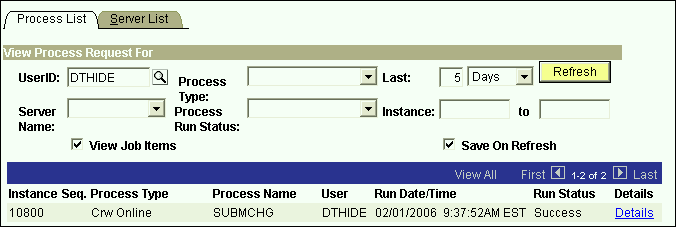 Process List Server List
View Process Request For
UserID: DTHIDE Process Type: Last: 5 Days Refresh
Server Name: Process Run Status: Instance: to
View Job Items Save On Refresh
View All First 1-2 of 2 Last
Instance Seq. Process Type Process Name User Run Date/Time Run Status Details
10800 Crw Online SUBMCHG DTHIDE 02/01/2006 9:37:52AM EST Success Details